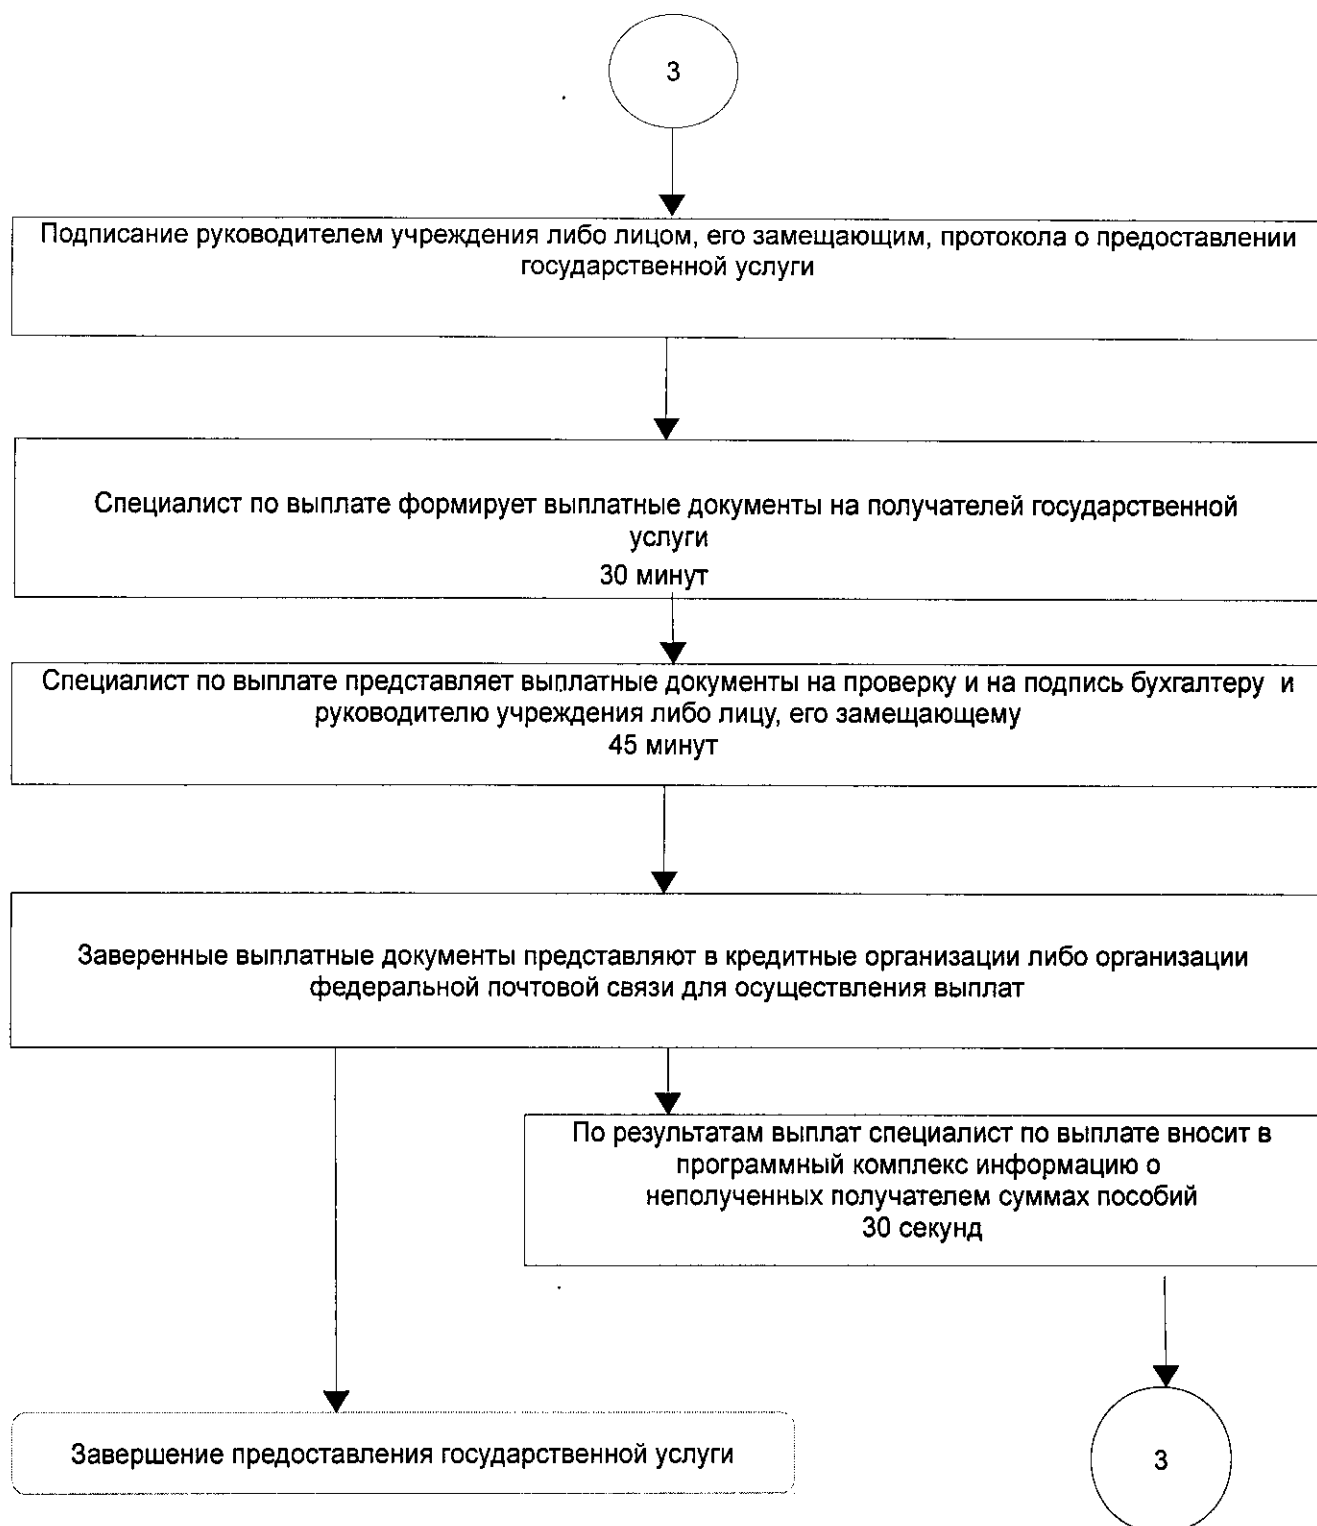 3
Подписание руководителем учреждения либо лицом, его замещающим, протокола о предоставлении
государственной услуги
Специалист по выплате формирует выплатные документы на получателей государственной
услуги
30 минут
Специалист по выплате представляет выплатные документы на проверку и на подпись бухгалтеру и
руководителю учреждения либо лицу, его замещающему
45 минут
Заверенные выплатные документы представляют в кредитные организации либо организации
федеральной почтовой связи для осуществления выплат
По результатам выплат специалист по выплате вносит в
программный комплекс информацию о
неполученных получателем суммах пособий
30 секунд
Завершение предоставления государственной услуги
3